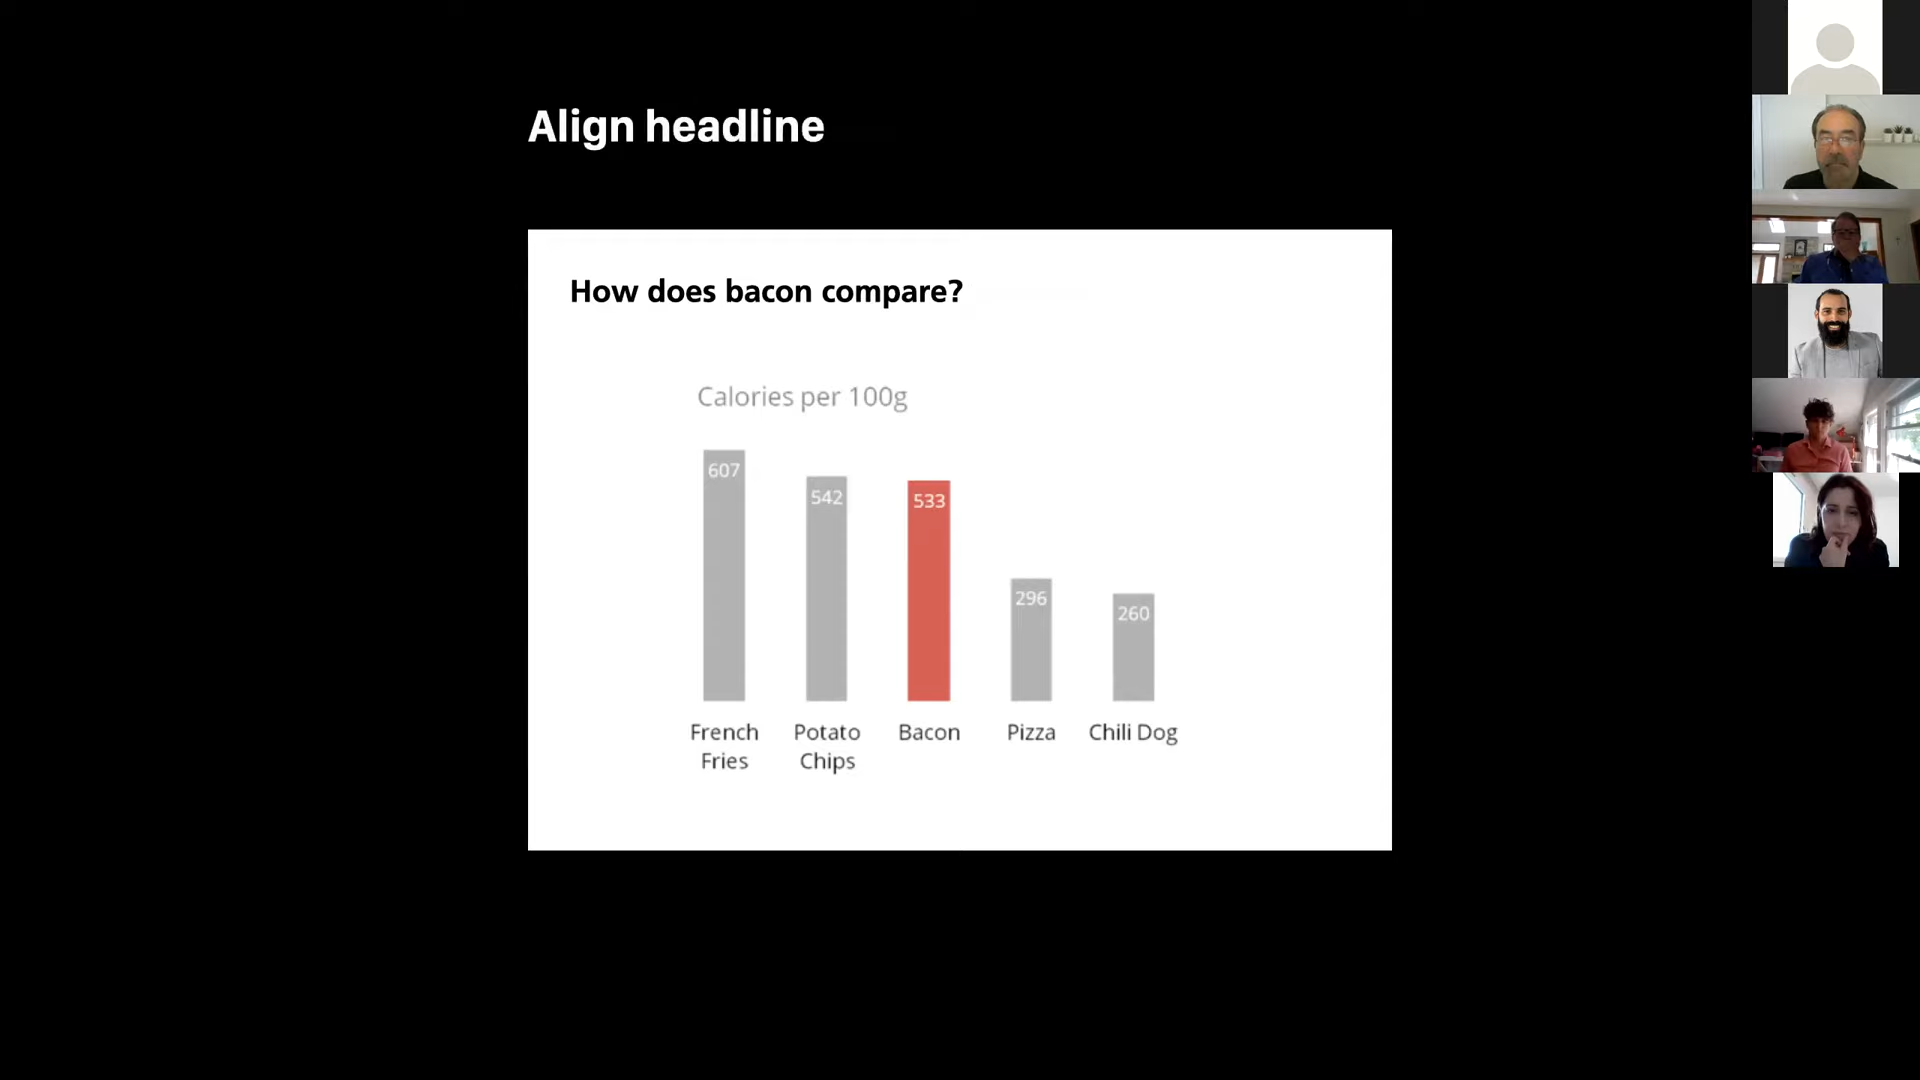 Align headline
How does bacon compare?
Calories per 100g
607
542
533
296
260
French
Fries
Potato
Chips
Bacon
Pizza
Chili Dog